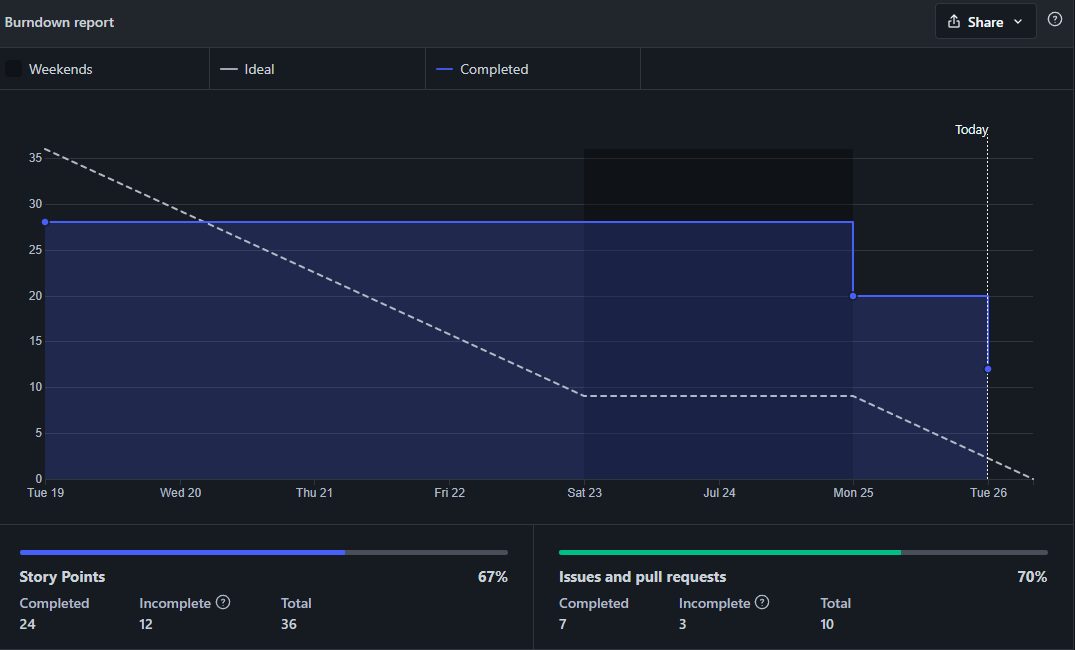 Burndown report
Share
Weekends
Ideal
Completed
Today
35
30
25
20
15
10
5
0
Tue 19 Wed 20 Thu 21 Fri 22 Sat 23 Jul 24 Mon 25 Tue 26
Story Points 67%
Completed Incomplete ? Total
24 12 36
Issues and pull requests 70%
Completed Incomplete ? Total
7 3 10